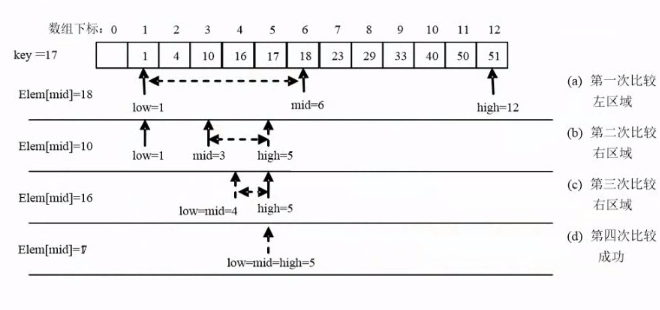 数组下标: 0 1 2 3 4 5 6 7 8 9 10 11 12
key =17 1 4 10 16 17 18 23 29 33 40 50 51
Elem[mid]=18 low=1 mid=6 high=12 (a) 第一次比较
左区域
Elem[mid]=10 low=1 mid=3 high=5 (b) 第二次比较
右区域
Elem[mid]=16 low=mid=4 high=5 (c) 第三次比较
右区域
Elem[mid]=17 low=mid=high=5 (d) 第四次比较
成功